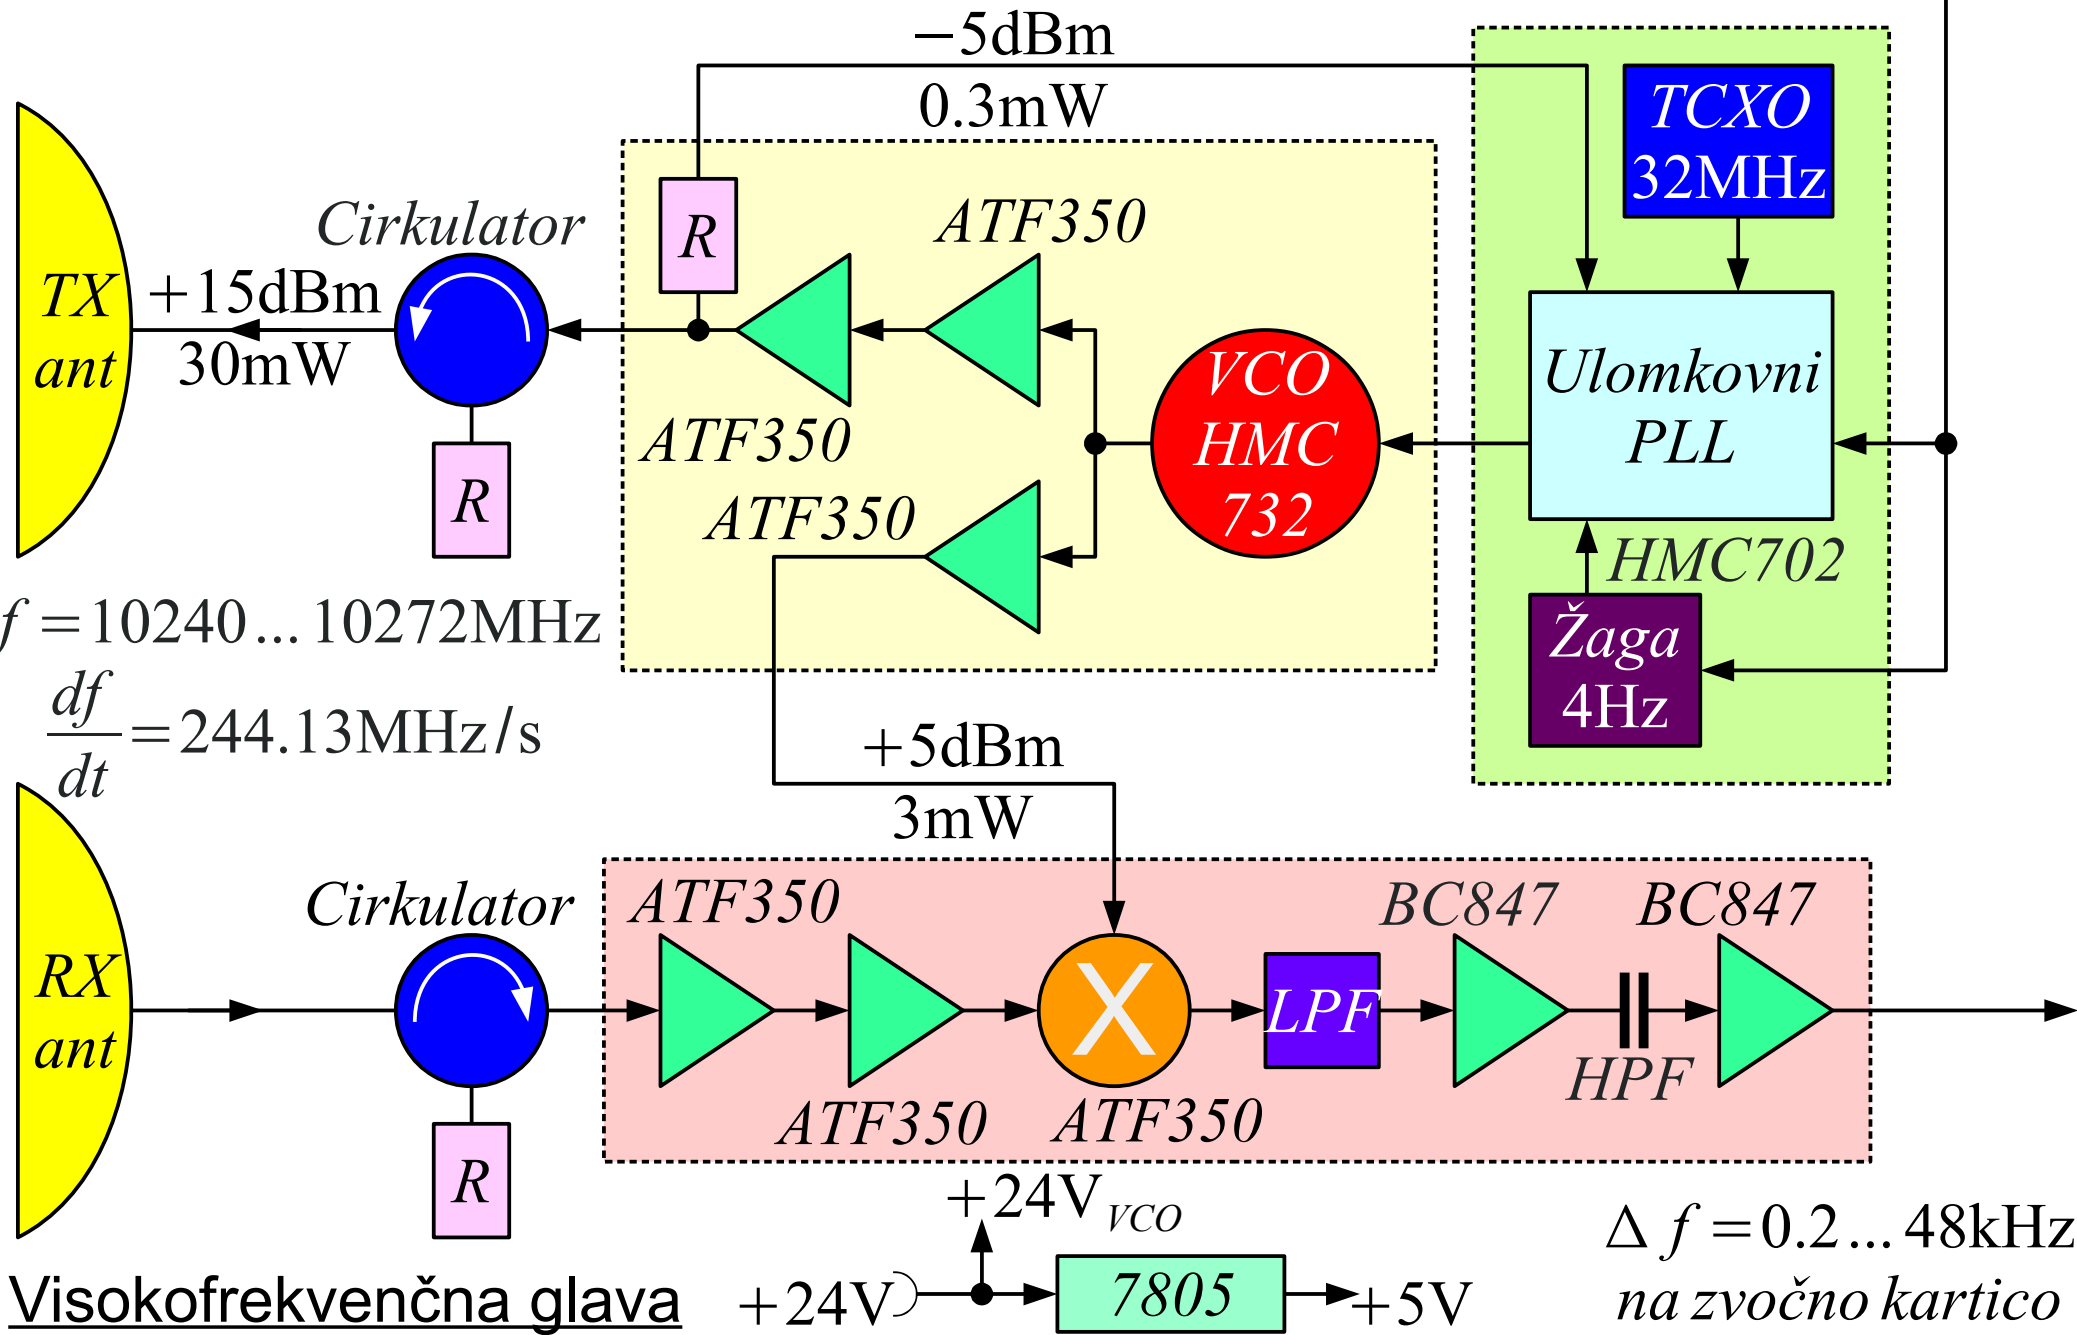 −5dBm
0.3mW
TCXO
32MHz
Cirkulator
R
ATF350
TX
ant
+15dBm
30mW
ATF350
VCO
HMC
732
Ulomkovni
PLL
R
ATF350
HMC702
f = 10240 ... 10272MHz
Žaga
4Hz
df
dt
= 244.13MHz/s
+5dBm
3mW
Cirkulator
ATF350
BC847
BC847
RX
ant
X
LPF
HPF
ATF350
ATF350
R
+24V VCO
Δ f = 0.2 ... 48kHz
na zvočno kartico
Visokofrekvenčna glava
+24V
7805
+5V